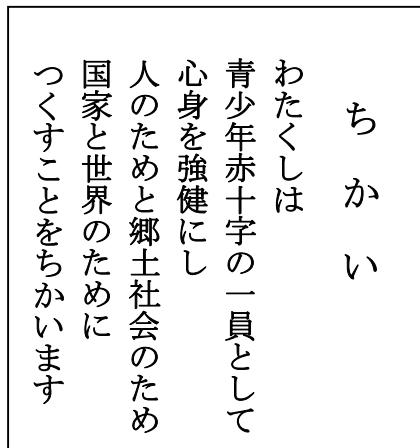 ちかい
わたくしは
青少年赤十字の一員として
心身を強健にし
人のためと郷土社会のため
国家と世界のために
つくすことをちかいます